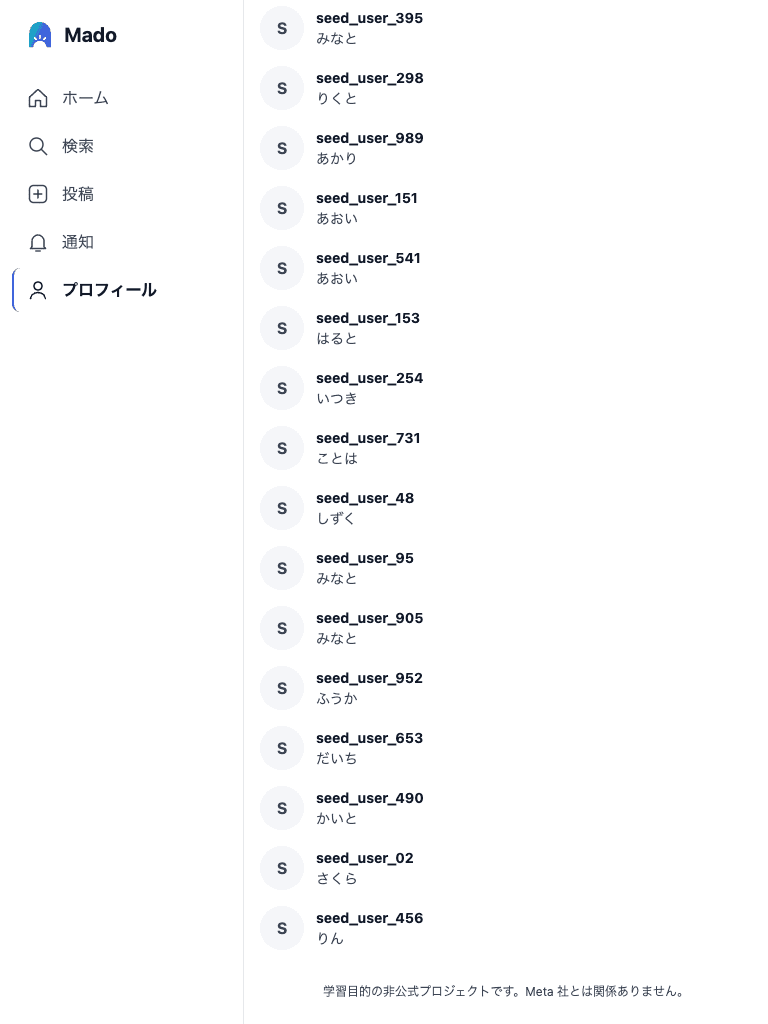 Mado
ホーム
検索
投稿
通知
プロフィール
S
seed_user_395
みなと
S
seed_user_298
りくと
S
seed_user_989
あかり
S
seed_user_151
あおい
S
seed_user_541
あおい
S
seed_user_153
はると
S
seed_user_254
いつき
S
seed_user_731
ことは
S
seed_user_48
しずく
S
seed_user_95
みなと
S
seed_user_905
みなと
S
seed_user_952
ふうか
S
seed_user_653
だいち
S
seed_user_490
かいと
S
seed_user_02
さくら
S
seed_user_456
りん
学習目的の非公式プロジェクトです。Meta 社とは関係ありません。